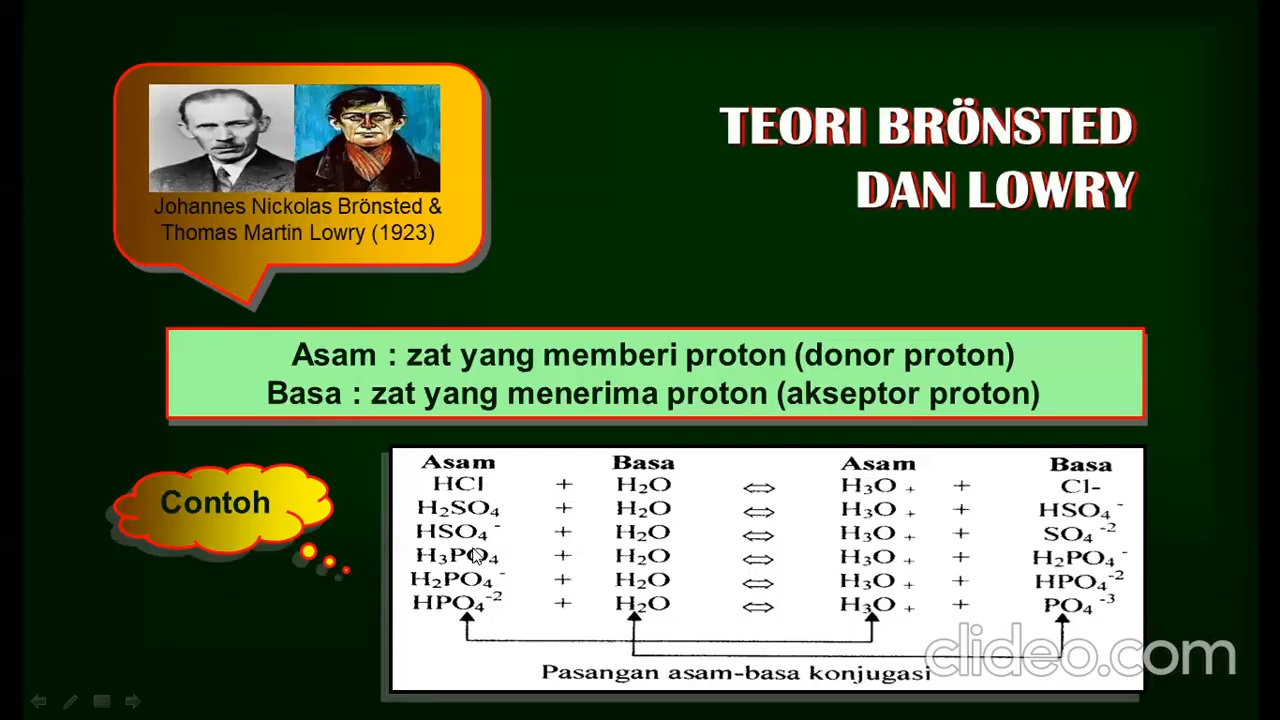 TEORI BRÖNSTED
DAN LOWRY
Johannes Nickolas Brönsted &
Thomas Martin Lowry (1923)
Asam : zat yang memberi proton (donor proton)
Basa : zat yang menerima proton (akseptor proton)
Contoh
Asam Basa Asam Basa
HCl + H₂O ⇔ H₃O + + Cl-
H₂SO₄ + H₂O ⇔ H₃O + + HSO₄ ⁻
HSO₄ ⁻ + H₂O ⇔ H₃O + + SO₄ ⁻²
H₃PO₄ + H₂O ⇔ H₃O + + H₂PO₄ ⁻
H₂PO₄ ⁻ + H₂O ⇔ H₃O + + HPO₄ ⁻²
HPO₄ ⁻² + H₂O ⇔ H₃O + + PO₄ ⁻³
Pasangan asam-basa konjugasi
clideo.com